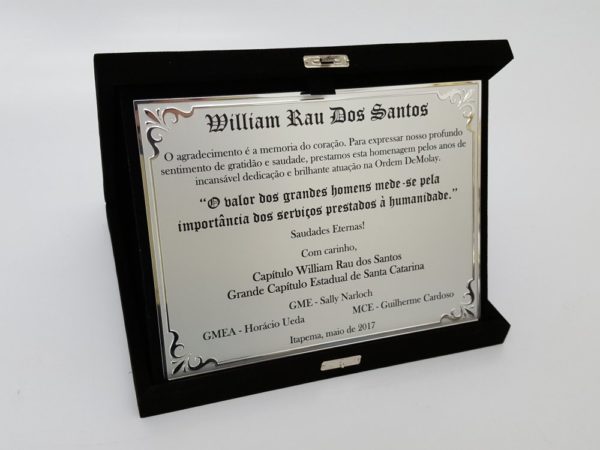 William Rau Dos Santos
O agradecimento é a memoria do coração. Para expressar nosso profundo
sentimento de gratidão e saudade, prestamos esta homenagem pelos anos de
incansável dedicação e brilhante atuação na Ordem DeMolay.
“O valor dos grandes homens mede-se pela
importância dos serviços prestados à humanidade.”
Saudades Eternas!
Com carinho,
Capítulo William Rau dos Santos
Grande Capítulo Estadual de Santa Catarina
GME - Sally Narloch
GMEA - Horácio Ueda MCE - Guilherme Cardoso
Itapema, maio de 2017